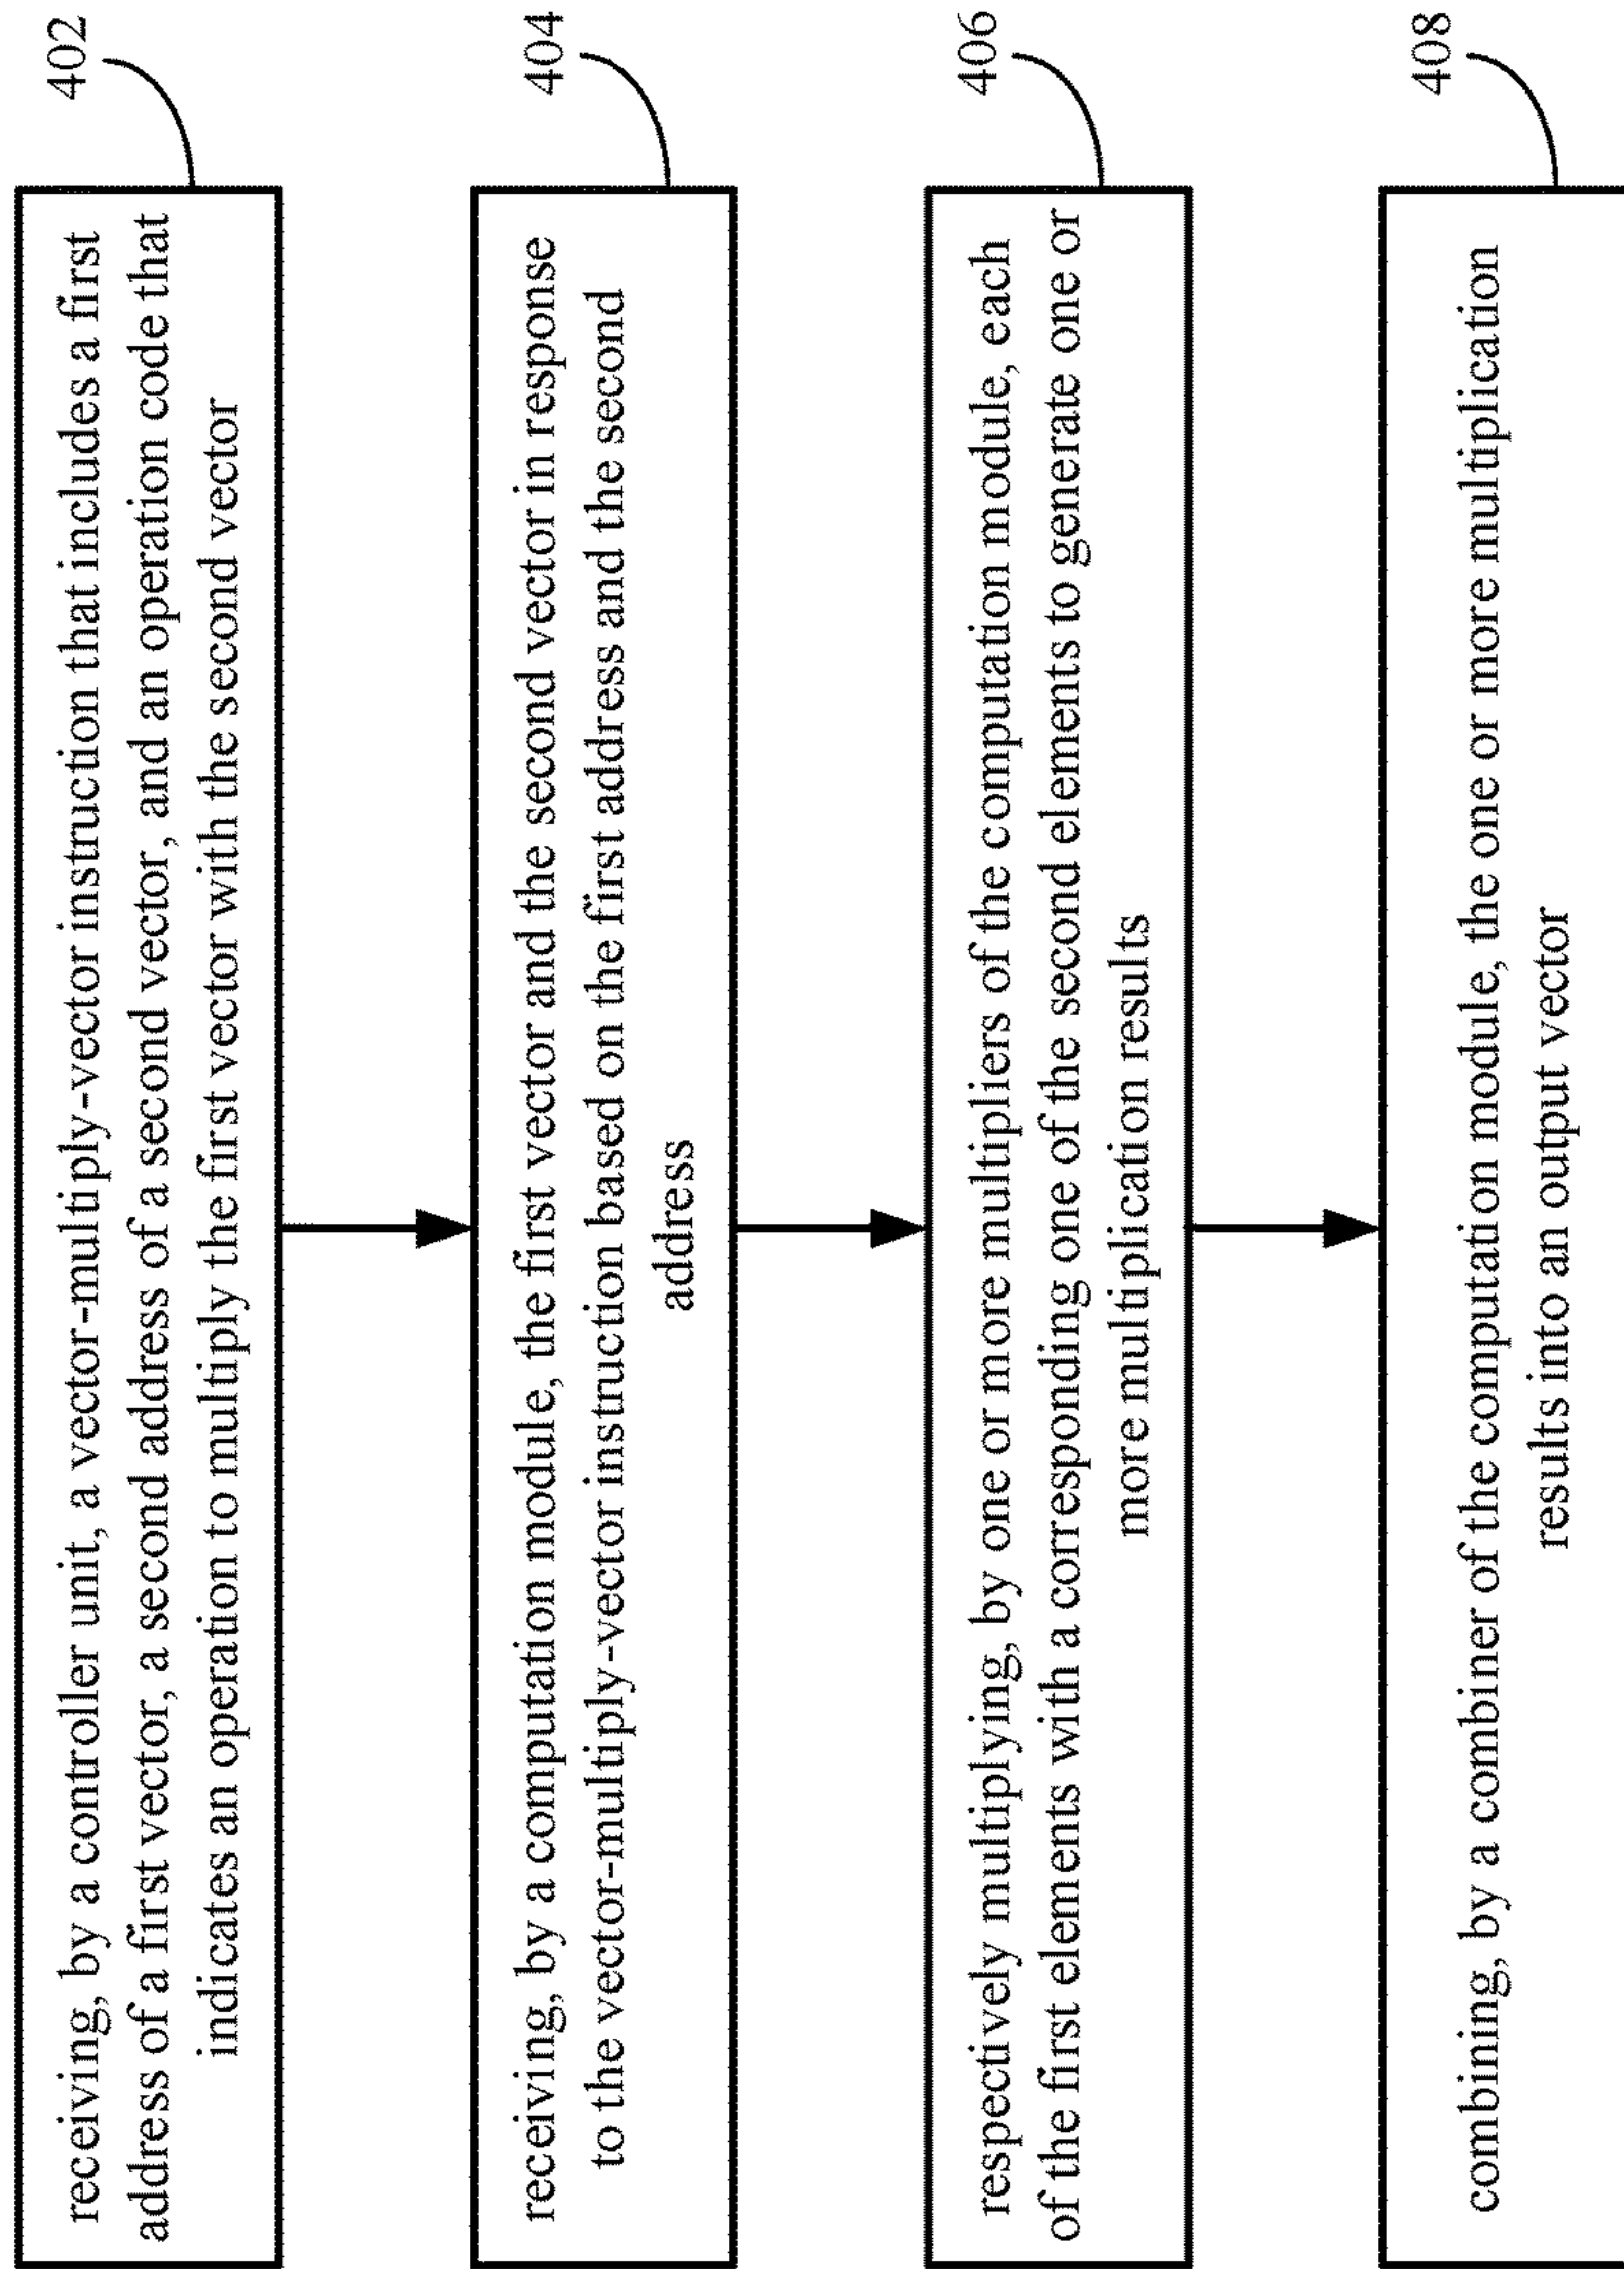 402
receiving, by a controller unit, a vector-multiply-vector instruction that includes a first
address of a first vector, a second address of a second vector, and an operation code that
indicates an operation to multiply the first vector with the second vector
404
receiving, by a computation module, the first vector and the second vector in response
to the vector-multiply-vector instruction based on the first address and the second
address
406
respectively multiplying, by one or more multipliers of the computation module, each
of the first elements with a corresponding one of the second elements to generate one or
more multiplication results
408
combining, by a combiner of the computation module, the one or more multiplication
results into an output vector